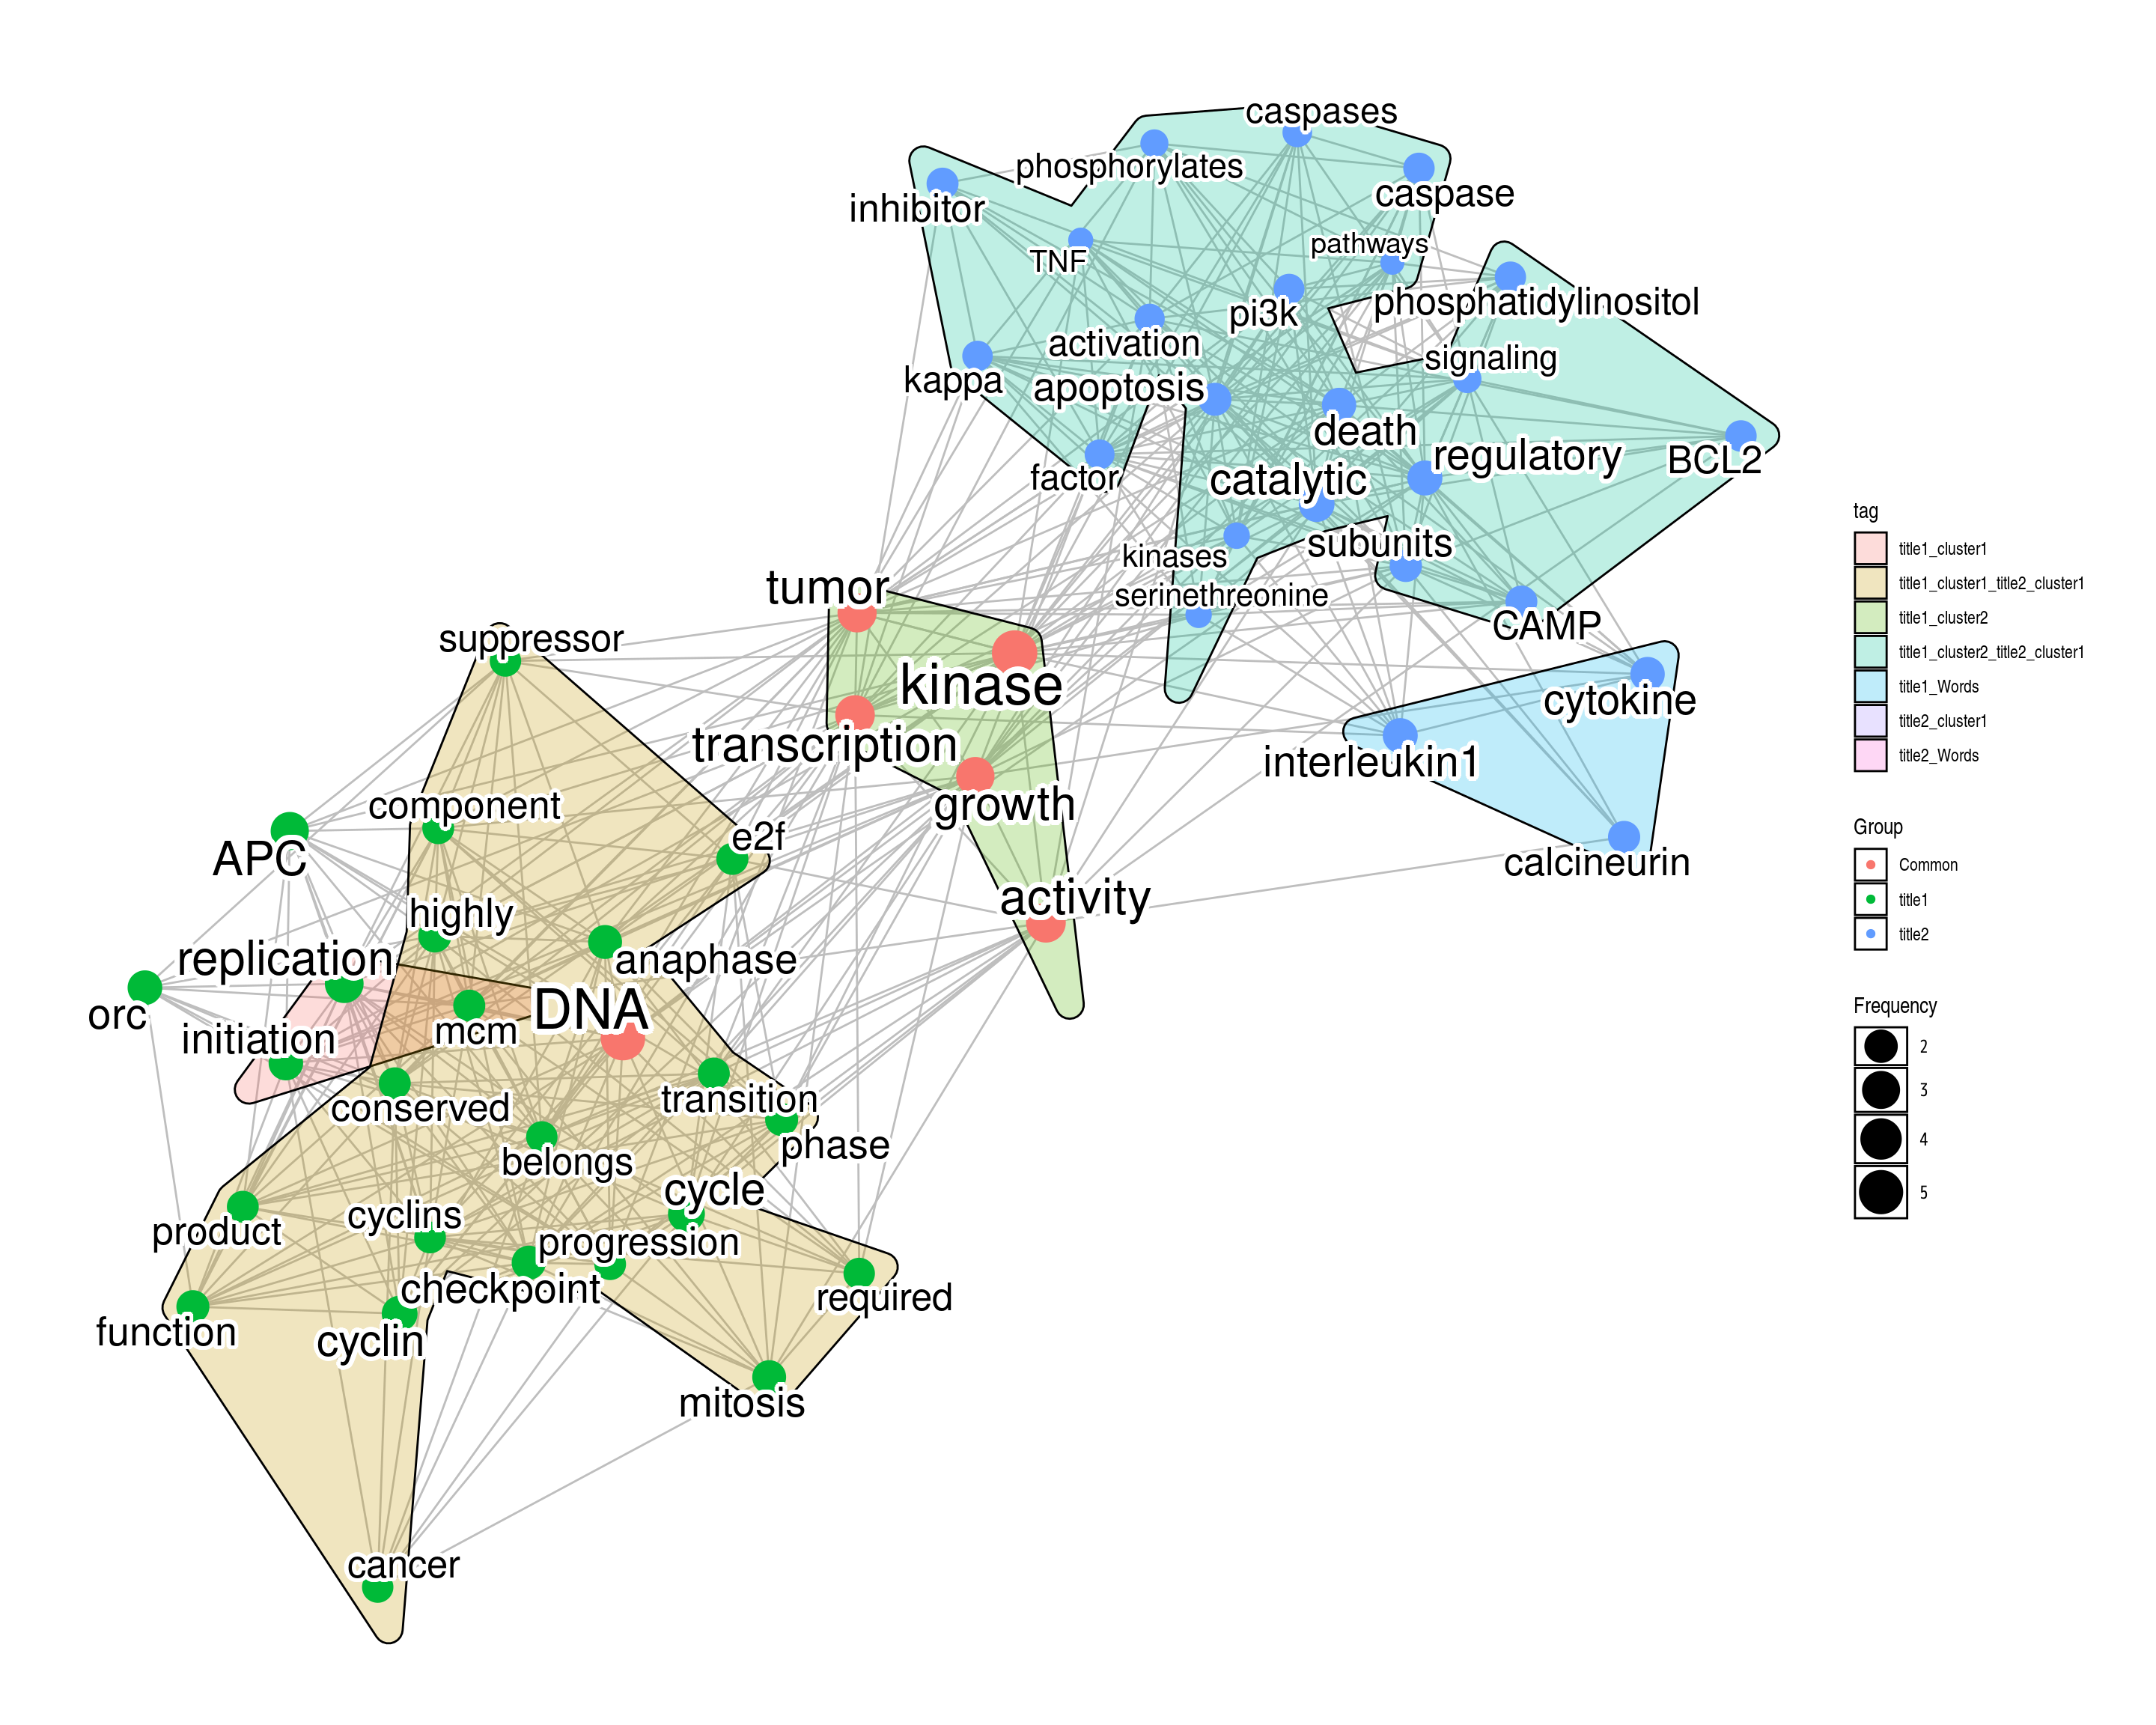 caspases
phosphorylates
caspase
inhibitor
pathways
TNF
phosphatidylinositol
pi3k
activation
signaling
kappa
apoptosis
death
regulatory
BCL2
factor
catalytic
subunits
kinases
serinethreonine
tumor
CAMP
suppressor
kinase
cytokine
transcription
interleukin1
component
growth
e2f
APC
calcineurin
activity
highly
replication
anaphase
orc
DNA
initiation
mcm
transition
conserved
phase
belongs
cycle
product
cyclins
progression
checkpoint
required
function
cyclin
mitosis
cancer
tag
title1_cluster1
title1_cluster1_title2_cluster1
title1_cluster2
title1_cluster2_title2_cluster1
title1_Words
title2_cluster1
title2_Words
Group
Common
title1
title2
Frequency
2
3
4
5